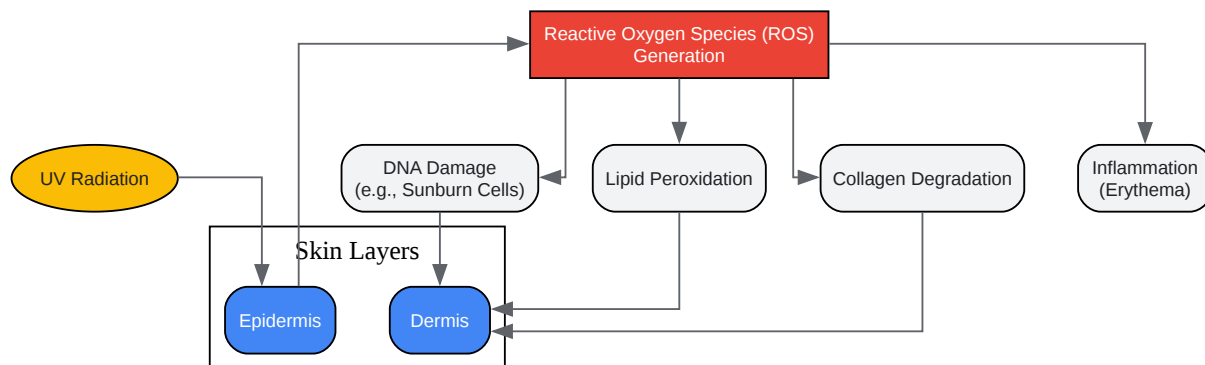 Reactive Oxygen Species (ROS)
Generation
UV Radiation
DNA Damage
(e.g., Sunburn Cells)
Lipid Peroxidation
Collagen Degradation
Inflammation
(Erythema)
Skin Layers
Epidermis
Dermis